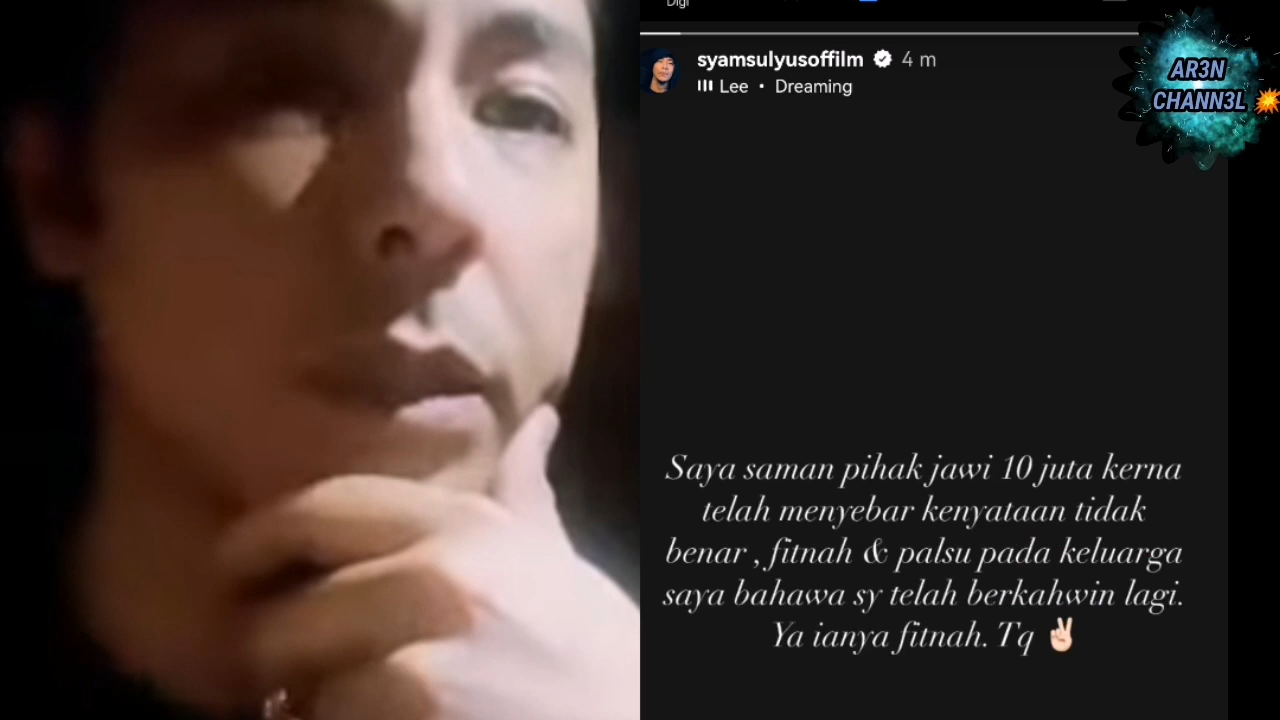 Digi
syamsulyusoffilm 4 m
Lee • Dreaming
AR3N
CHANN3L
Saya saman pihak jawi 10 juta kerna
telah menyebar kenyataan tidak
benar , fitnah & palsu pada keluarga
saya bahawa sy telah berkahwin lagi.
Ya ianya fitnah. Tq ✌🏻